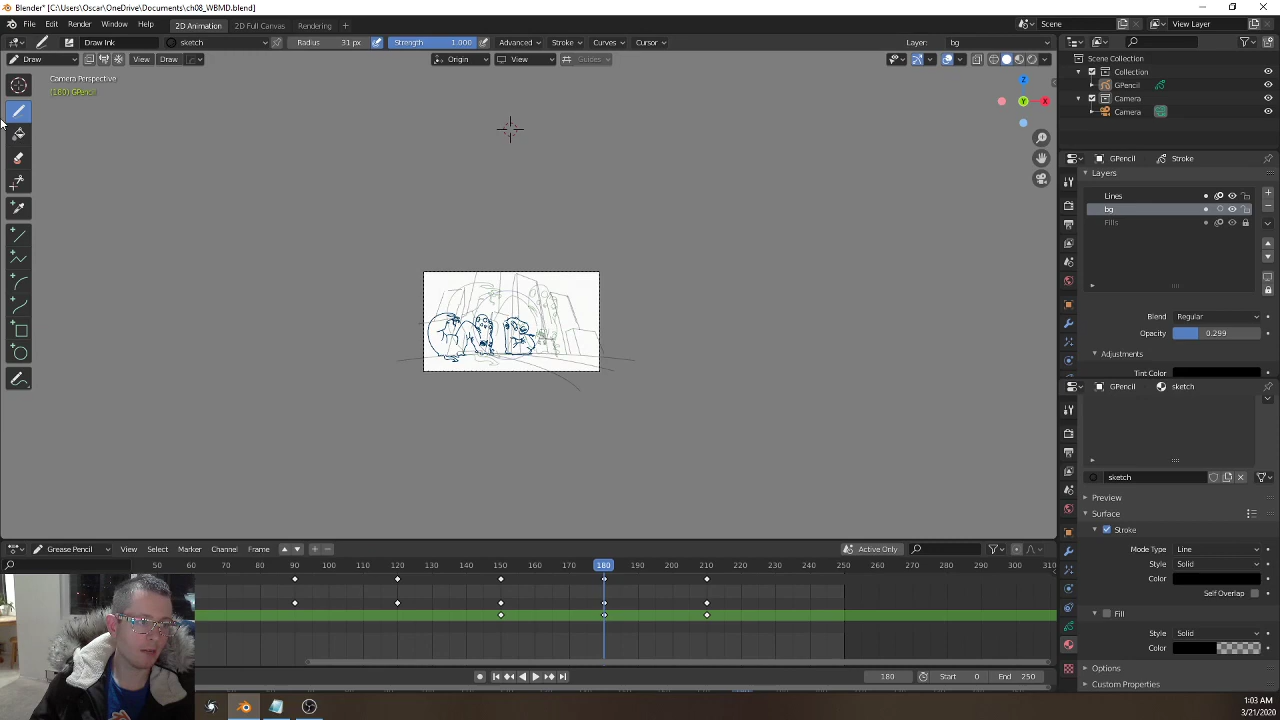 Blender* [C:\Users\Oscar\OneDrive\Documents\ch08_WBMD.blend]
File Edit Render Window Help 2D Animation 2D Full Canvas Rendering Scene View Layer
Draw Ink sketch Radius 31 px Strength 1.000 Advanced Stroke Curves Cursor Layer: bg
Draw View Draw Origin View Guides
Camera Perspective
(180) GPencil
Z
Y
X
Scene Collection
Collection
GPencil
Camera
Camera
GPencil Stroke
Layers
Lines
bg
Fills
Blend Regular
Opacity 0.299
Adjustments
Tint Color
GPencil sketch
sketch
Preview
Surface
Stroke
Mode Type Line
Style Solid
Color
Self Overlap
Fill
Style Solid
Color
Options
Custom Properties
Grease Pencil View Select Marker Channel Frame Active Only
50 60 70 80 90 100 110 120 130 140 150 160 170 180 190 200 210 220 230 240 250 260 270 280 290 300 310
180 Start 0 End 250
1:03 AM
3/21/2020